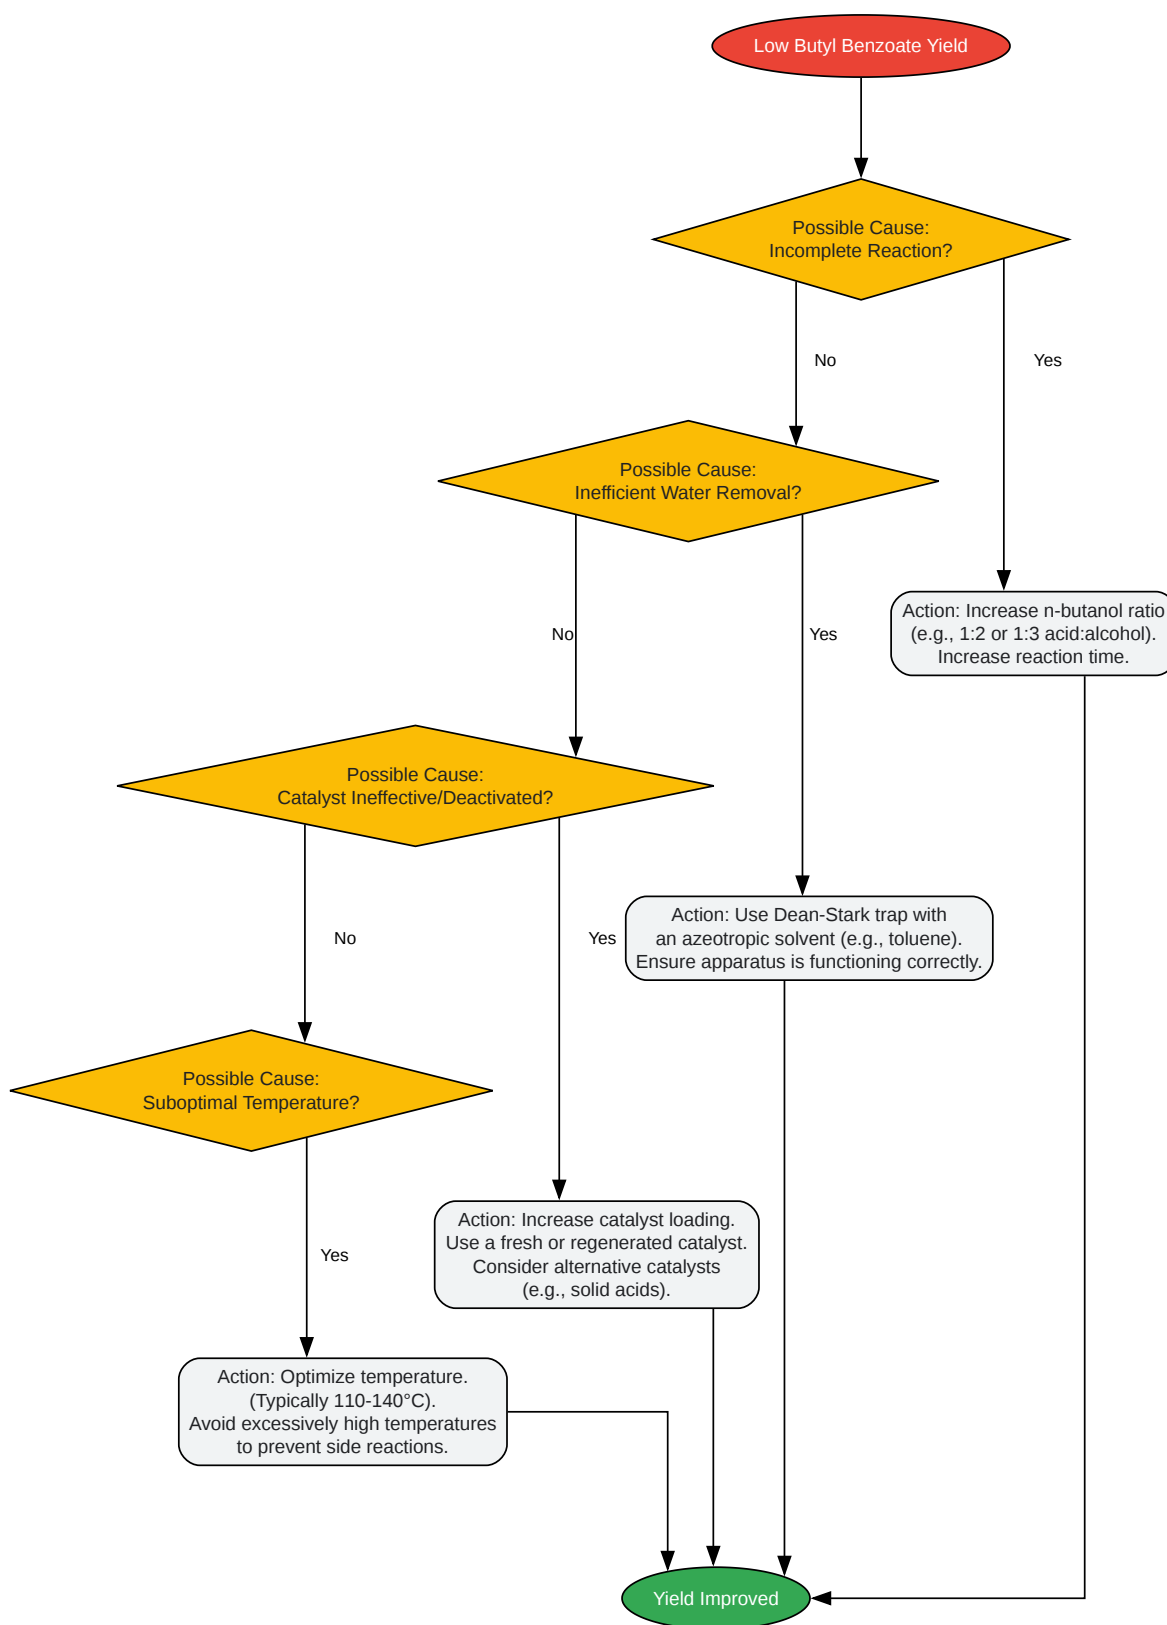 Low Butyl Benzoate Yield
Possible Cause:
Incomplete Reaction?
No
Yes
Possible Cause:
Inefficient Water Removal?
Action: Increase n-butanol ratio
(e.g., 1:2 or 1:3 acid:alcohol).
Increase reaction time.
No
Yes
Possible Cause:
Catalyst Ineffective/Deactivated?
Action: Use Dean-Stark trap with
an azeotropic solvent (e.g., toluene).
Ensure apparatus is functioning correctly.
No
Yes
Possible Cause:
Suboptimal Temperature?
Action: Increase catalyst loading.
Use a fresh or regenerated catalyst.
Consider alternative catalysts
(e.g., solid acids).
Yes
Action: Optimize temperature.
(Typically 110-140°C).
Avoid excessively high temperatures
to prevent side reactions.
Yield Improved